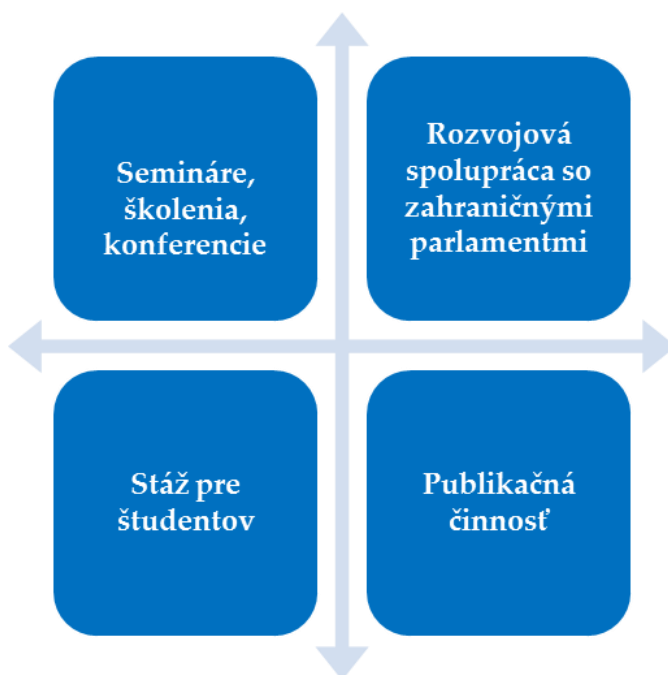 Semináre,
školenia,
konferencie
Rozvojová
spolupráca so
zahraničnými
parlamentmi
Stáž pre
študentov
Publikačná
činnosť